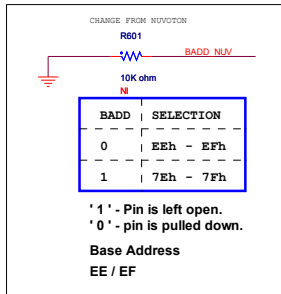 CHANGE FROM NUVOTON
R601
BADD_NUV
10K ohm
NI
BADD SELECTION
0 EEh - EFh
1 7Eh - 7Fh
' 1 ' - Pin is left open.
' 0 ' - pin is pulled down.
Base Address
EE / EF